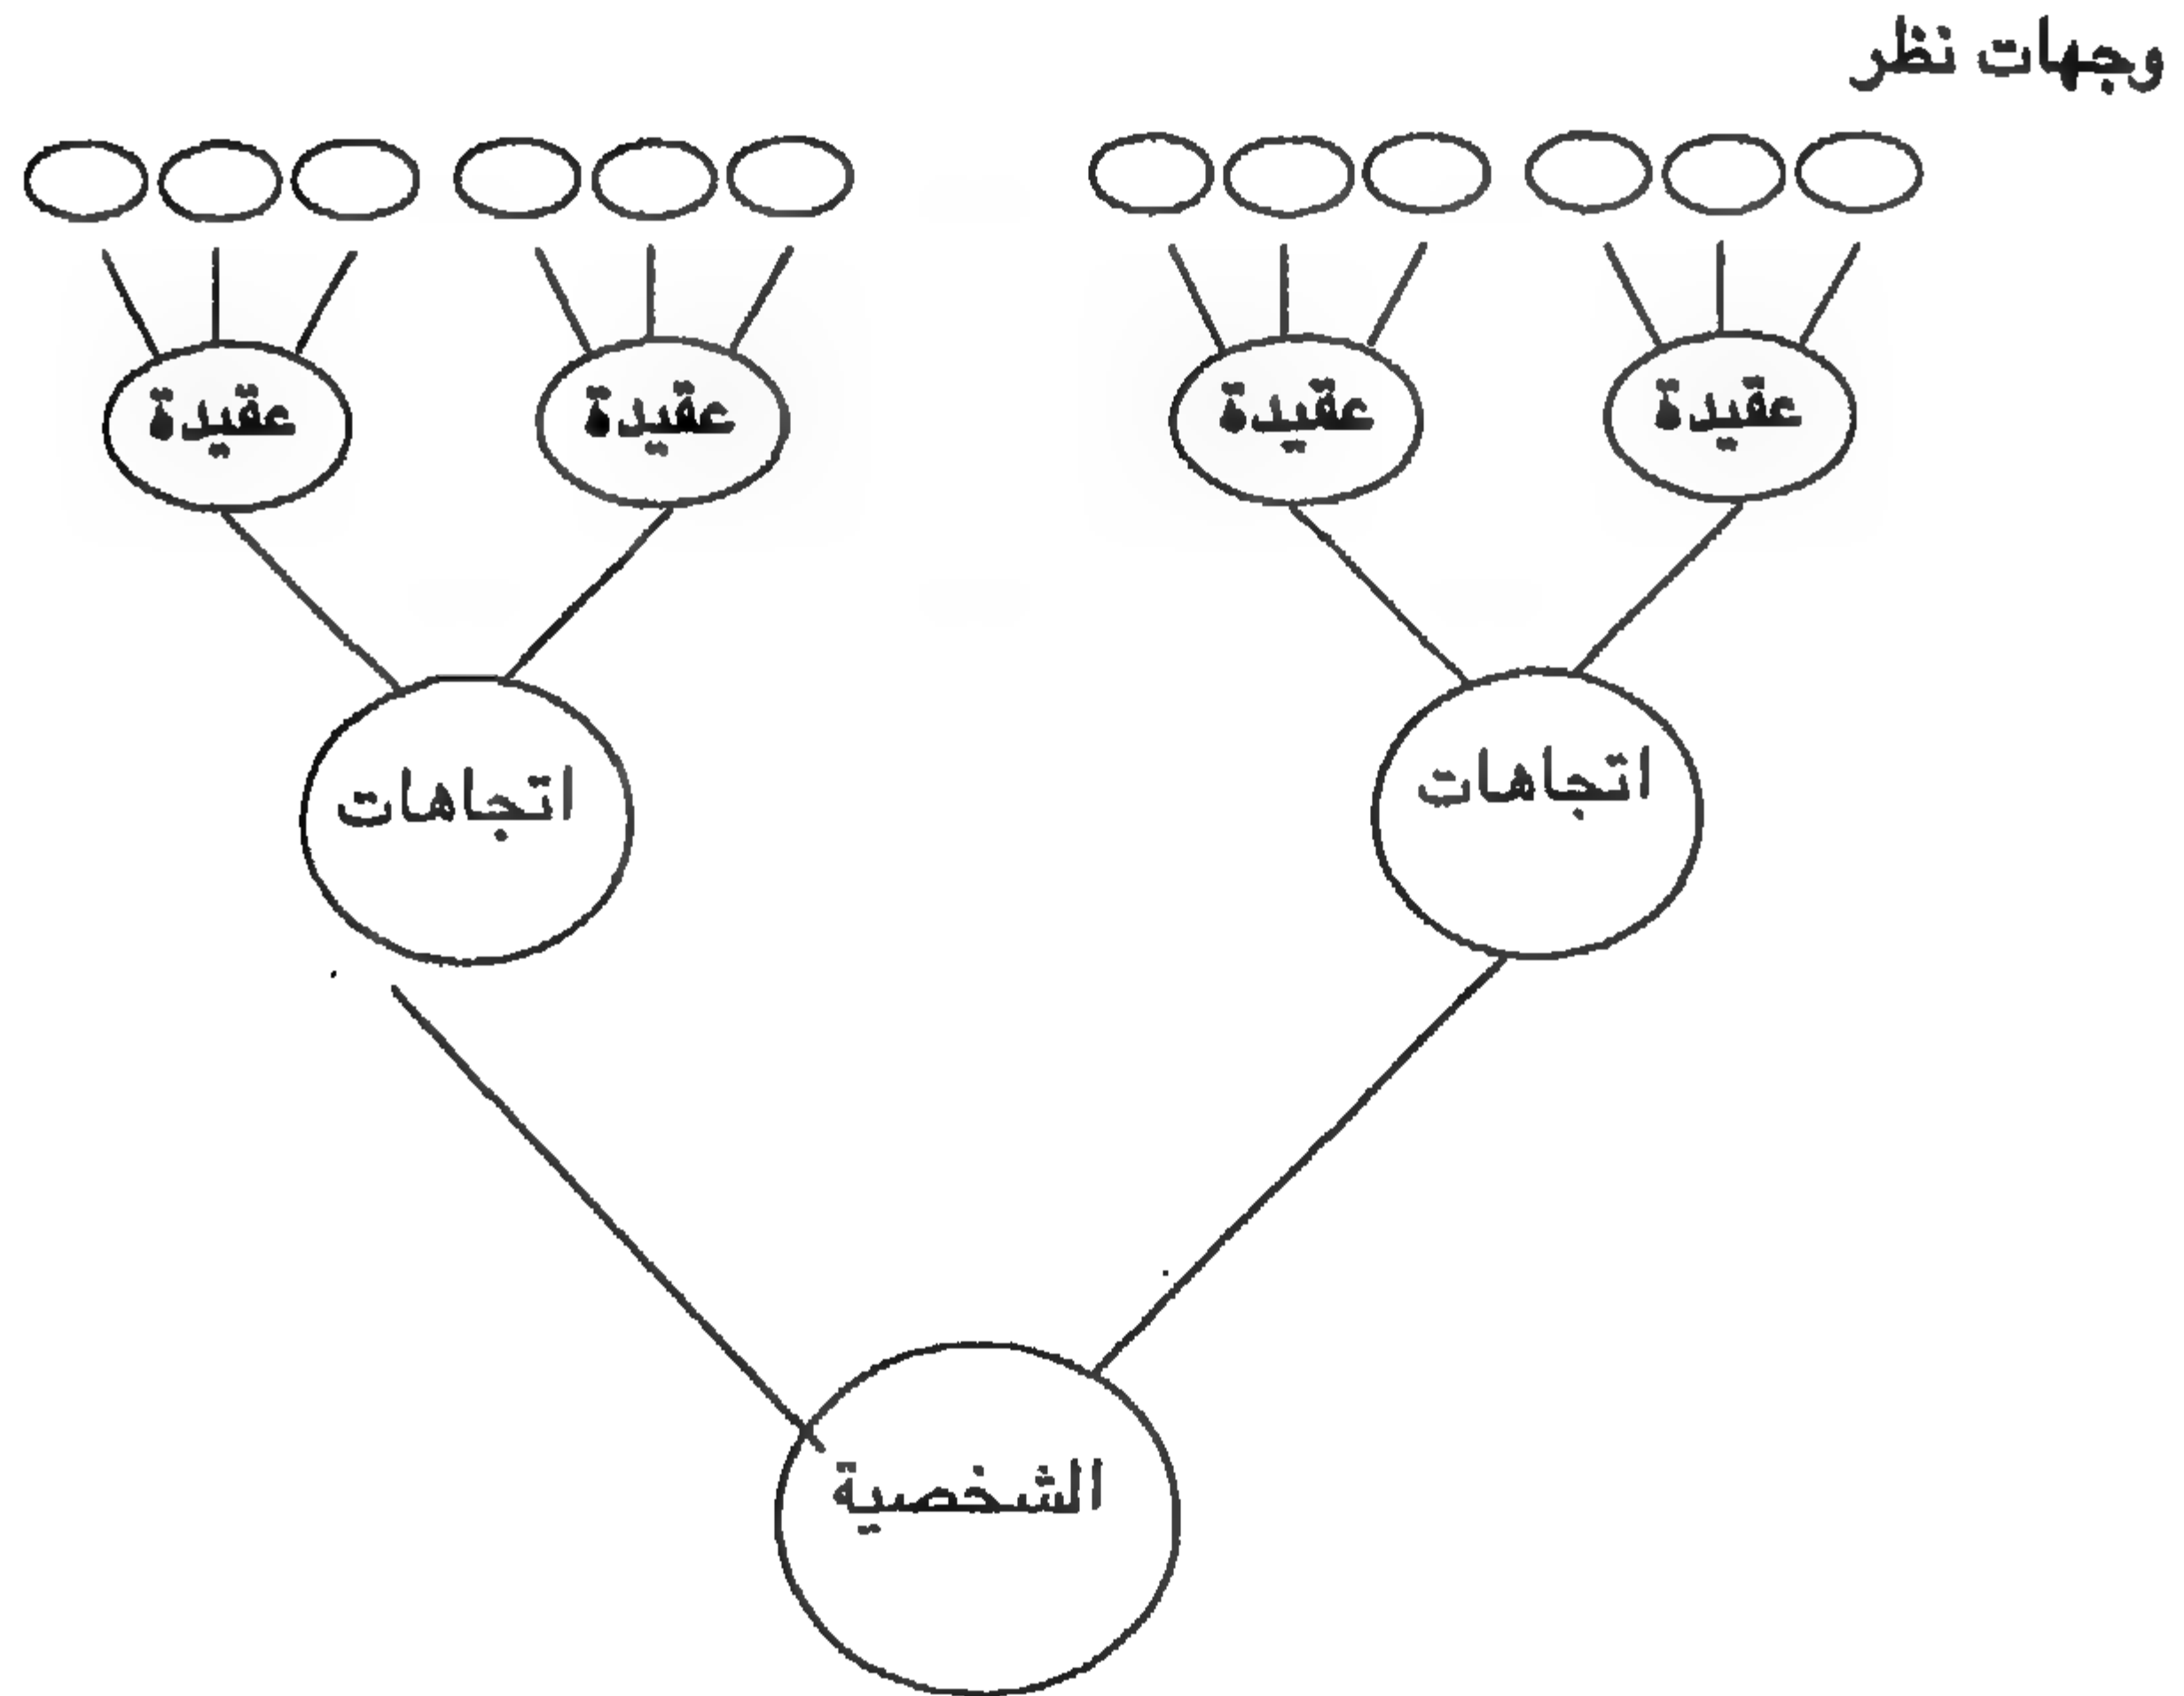 وجهات نظر
عقيدة
عقيدة
عقيدة
عقيدة
اتجاهات
اتجاهات
الشخصية